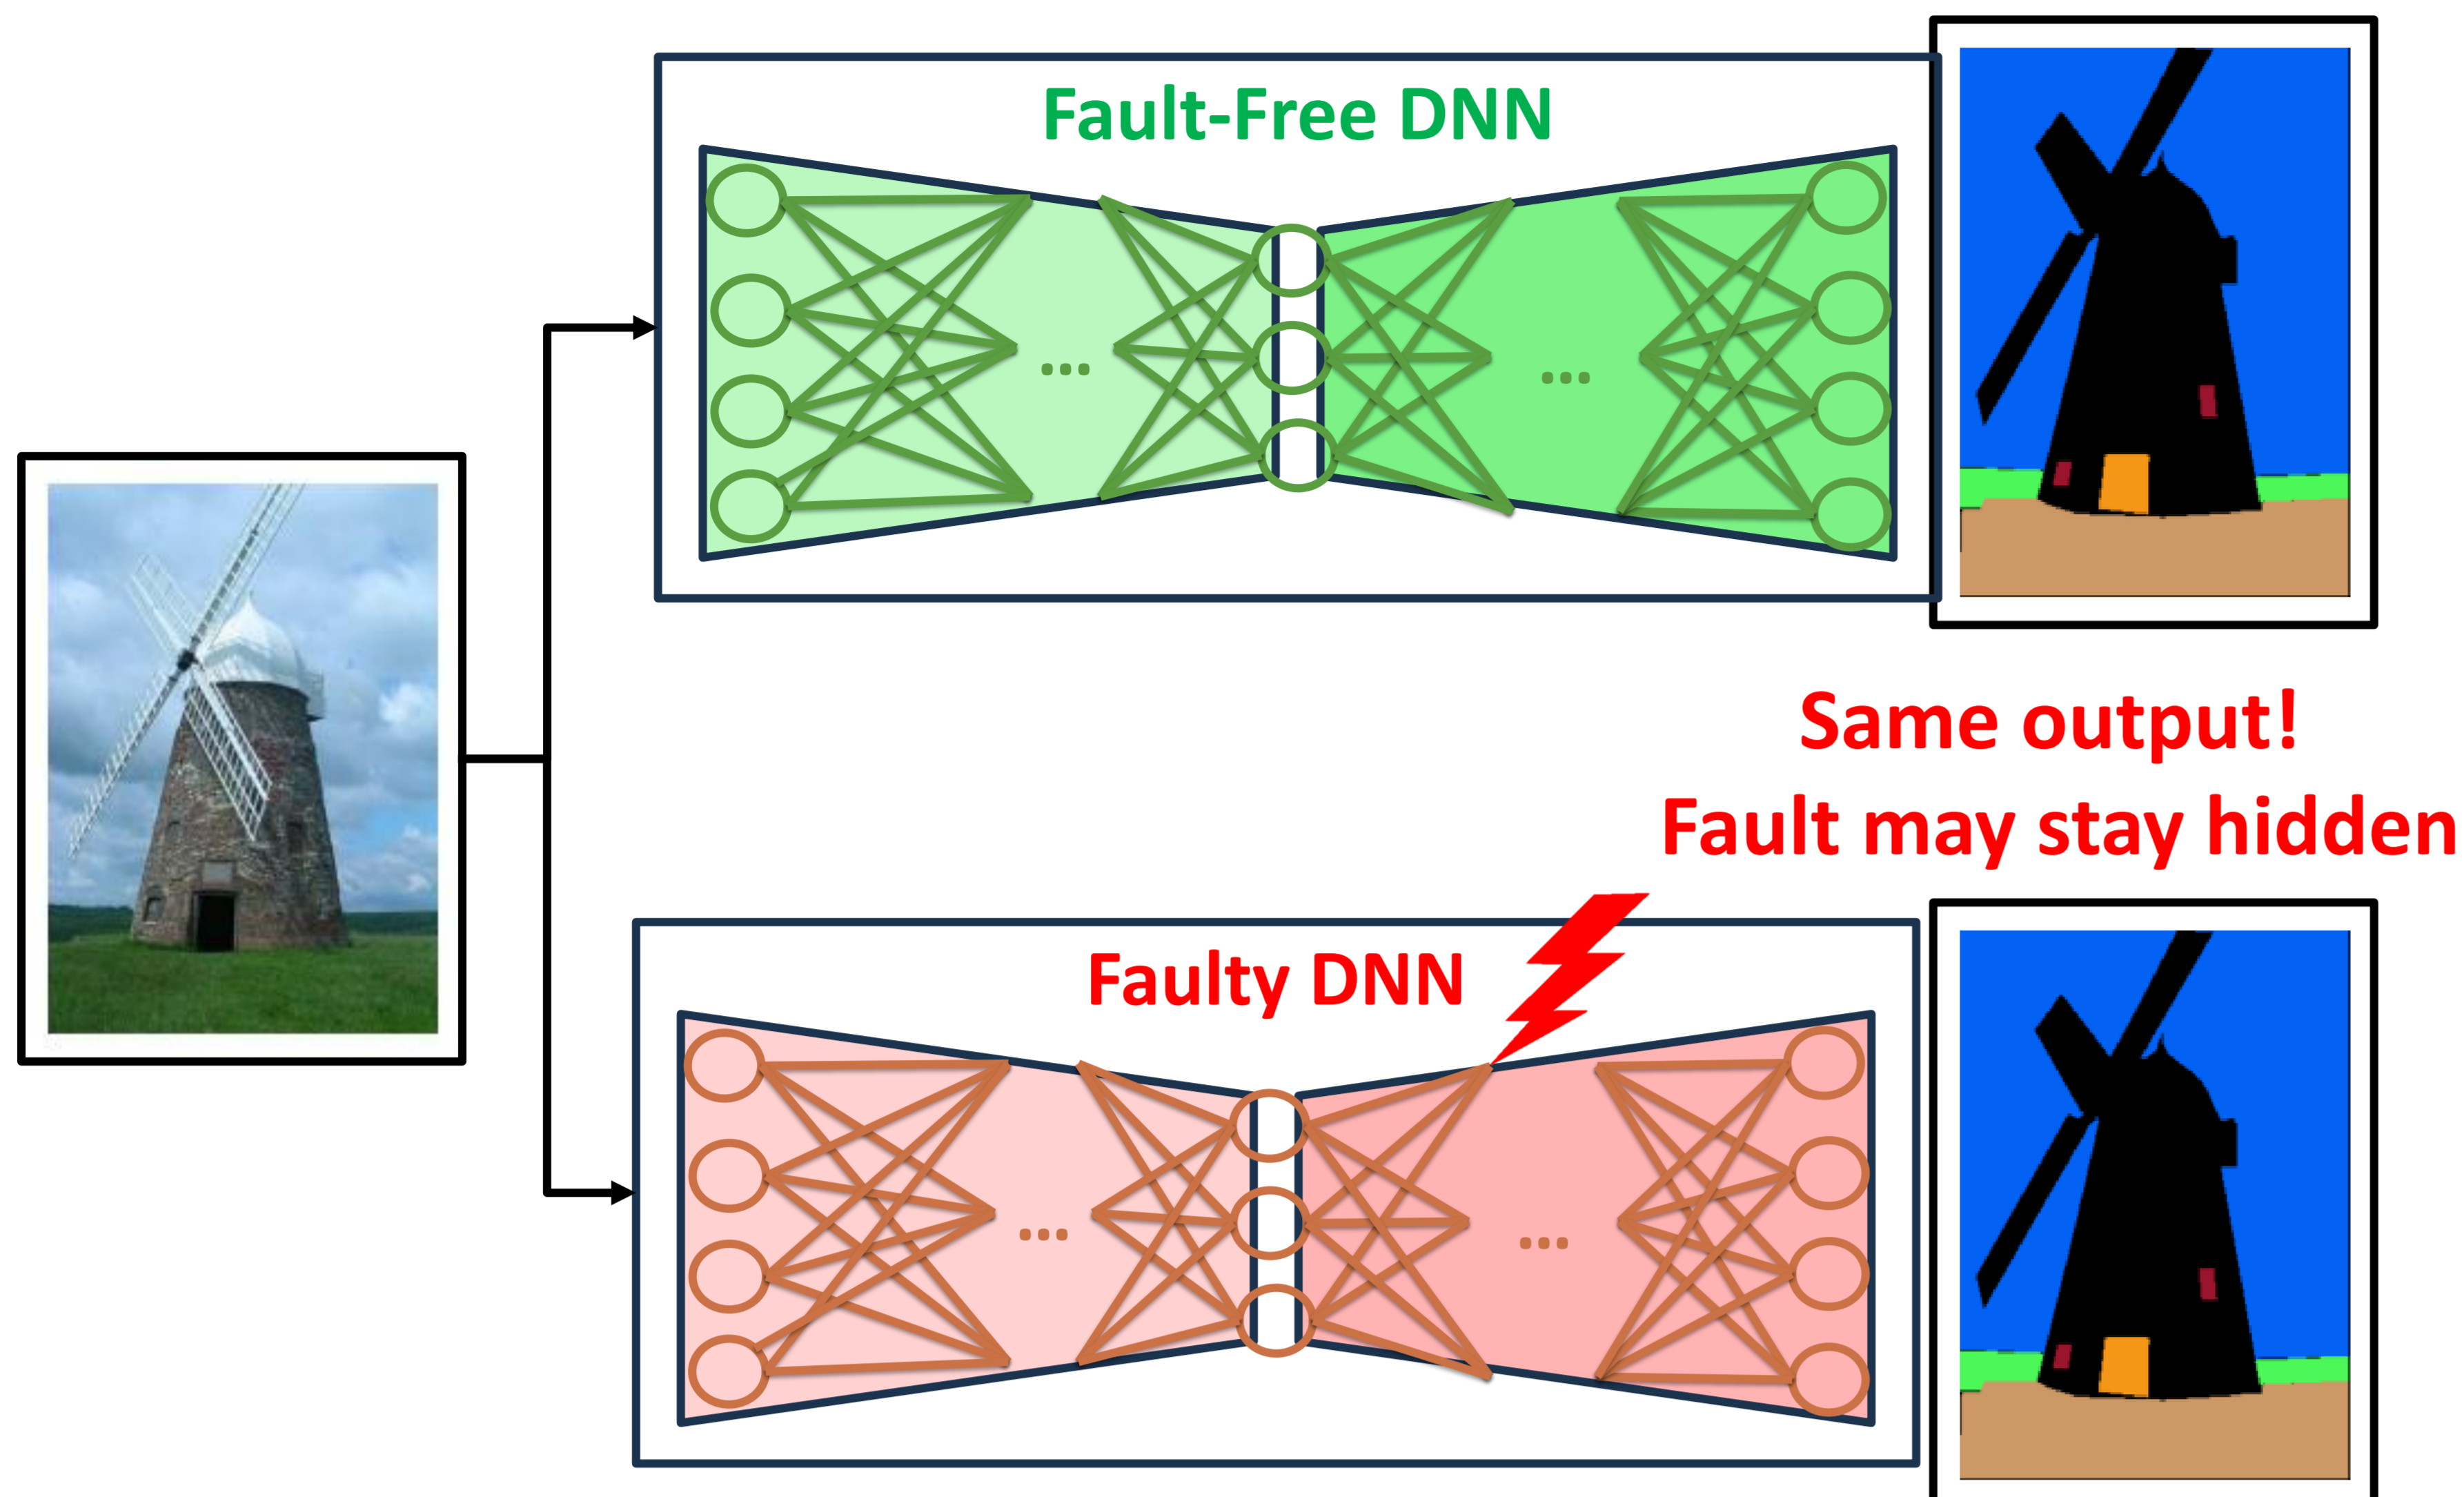 Fault-Free DNN
...
...
Same output!
Fault may stay hidden
Faulty DNN
...
...